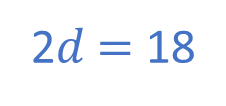 2d = 18